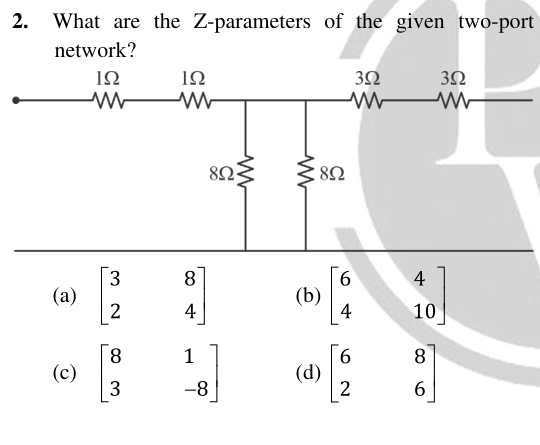 2. What are the Z-parameters of the given two-port
network?
1Ω 1Ω 3Ω 3Ω
8Ω 8Ω
(a) [3 8 (b) [6 4
2 4] 4 10]
(c) [8 1 (d) [6 8
3 –8] 2 6]